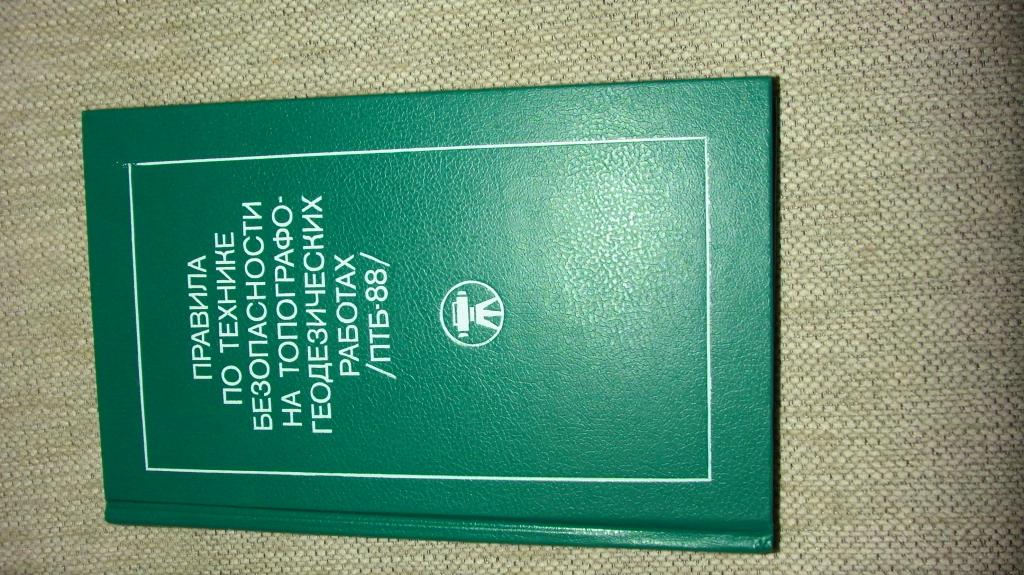 ПРАВИЛА
ПО ТЕХНИКЕ
БЕЗОПАСНОСТИ
НА ТОПОГРАФО-
ГЕОДЕЗИЧЕСКИХ
РАБОТАХ
/ПТБ-88/